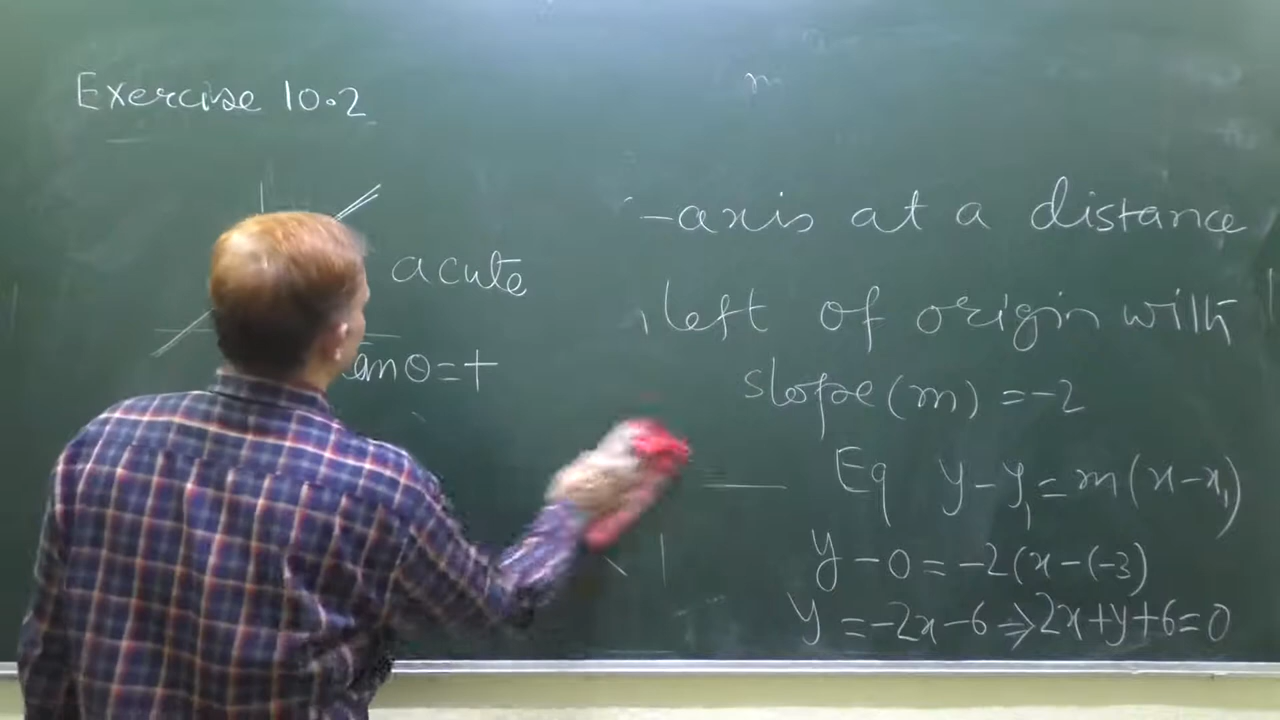 Exercise 10.2
m
-axis at a distance
acute
left of origin with
tanθ=+
slope(m) =-2
Eq y-y₁=m(x-x₁)
y-0=-2(x-(-3)
y=-2x-6⇒2x+y+6=0